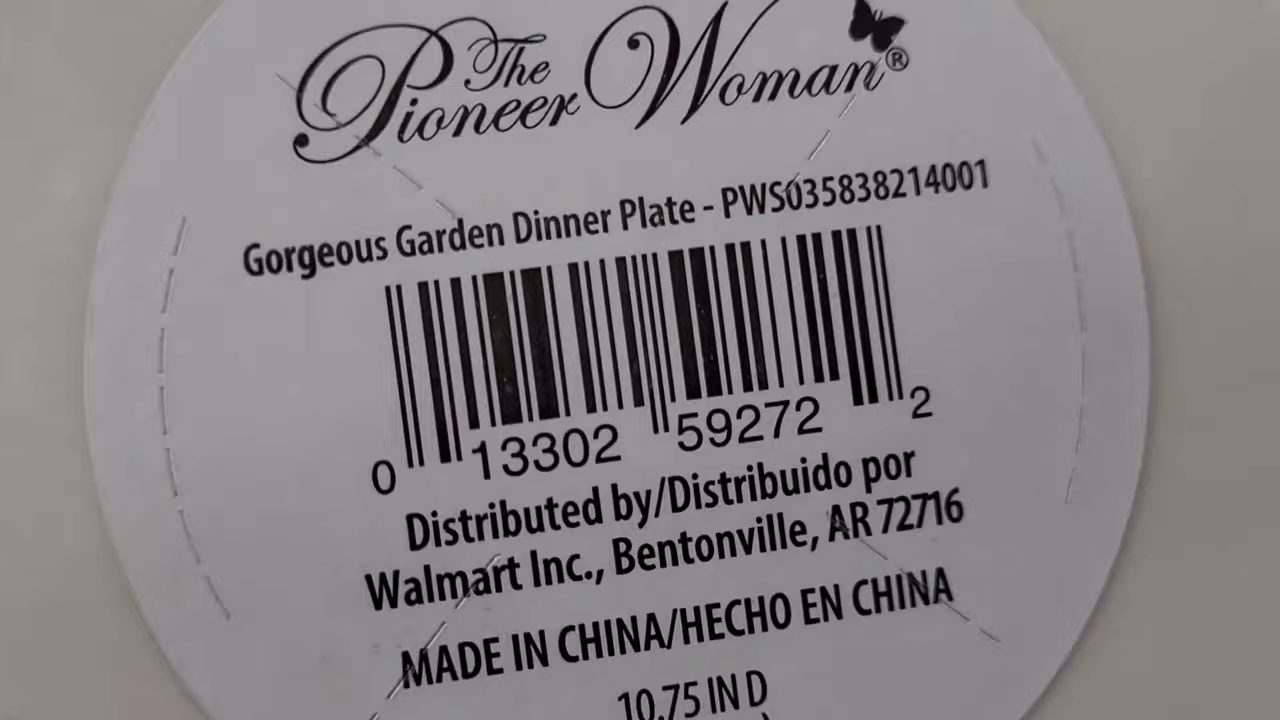 The Pioneer Woman®
Gorgeous Garden Dinner Plate - PWS035838214001
0 13302 59272 2
Distributed by/Distribuido por
Walmart Inc., Bentonville, AR 72716
MADE IN CHINA/HECHO EN CHINA
10.75 IN D